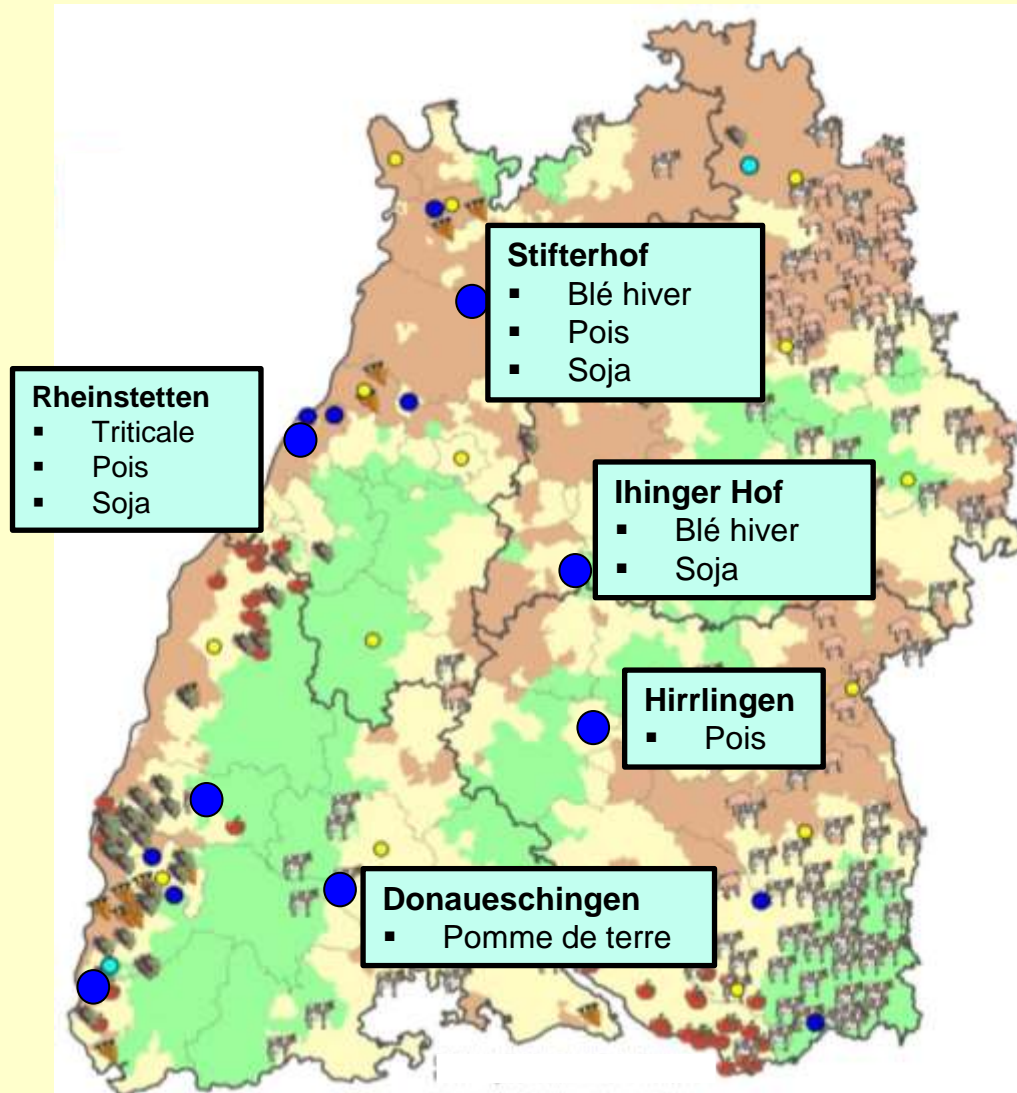 Stifterhof
▪ Blé hiver
▪ Pois
▪ Soja
Rheinstetten
▪ Triticale
▪ Pois
▪ Soja
Ihinger Hof
▪ Blé hiver
▪ Soja
Hirrlingen
▪ Pois
Donaueschingen
▪ Pomme de terre